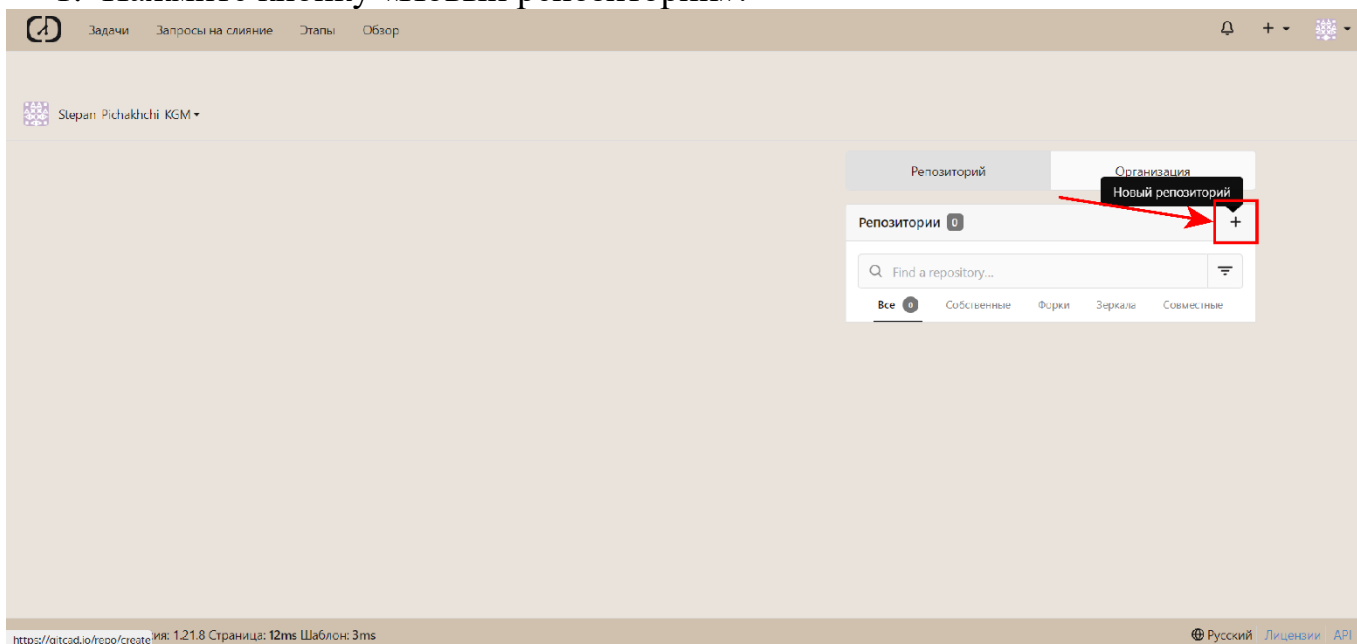 Задачи Запросы на слияние Этапы Обзор
Stepan Pichakhchi KGM
Репозиторий Организация
Новый репозиторий
Репозитории 0
Find a repository...
Все 0 Собственные Форки Зеркала Совместные
https://gitcad.io/repo/create ия: 1.21.8 Страница: 12ms Шаблон: 3ms Русский Лицензии API